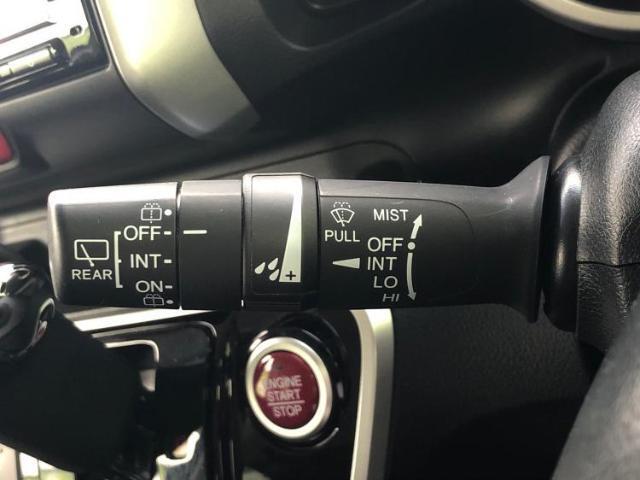 OFF
INT
ON
REAR
PULL
MIST
OFF
INT
LO
HI
ENGINE
START
STOP